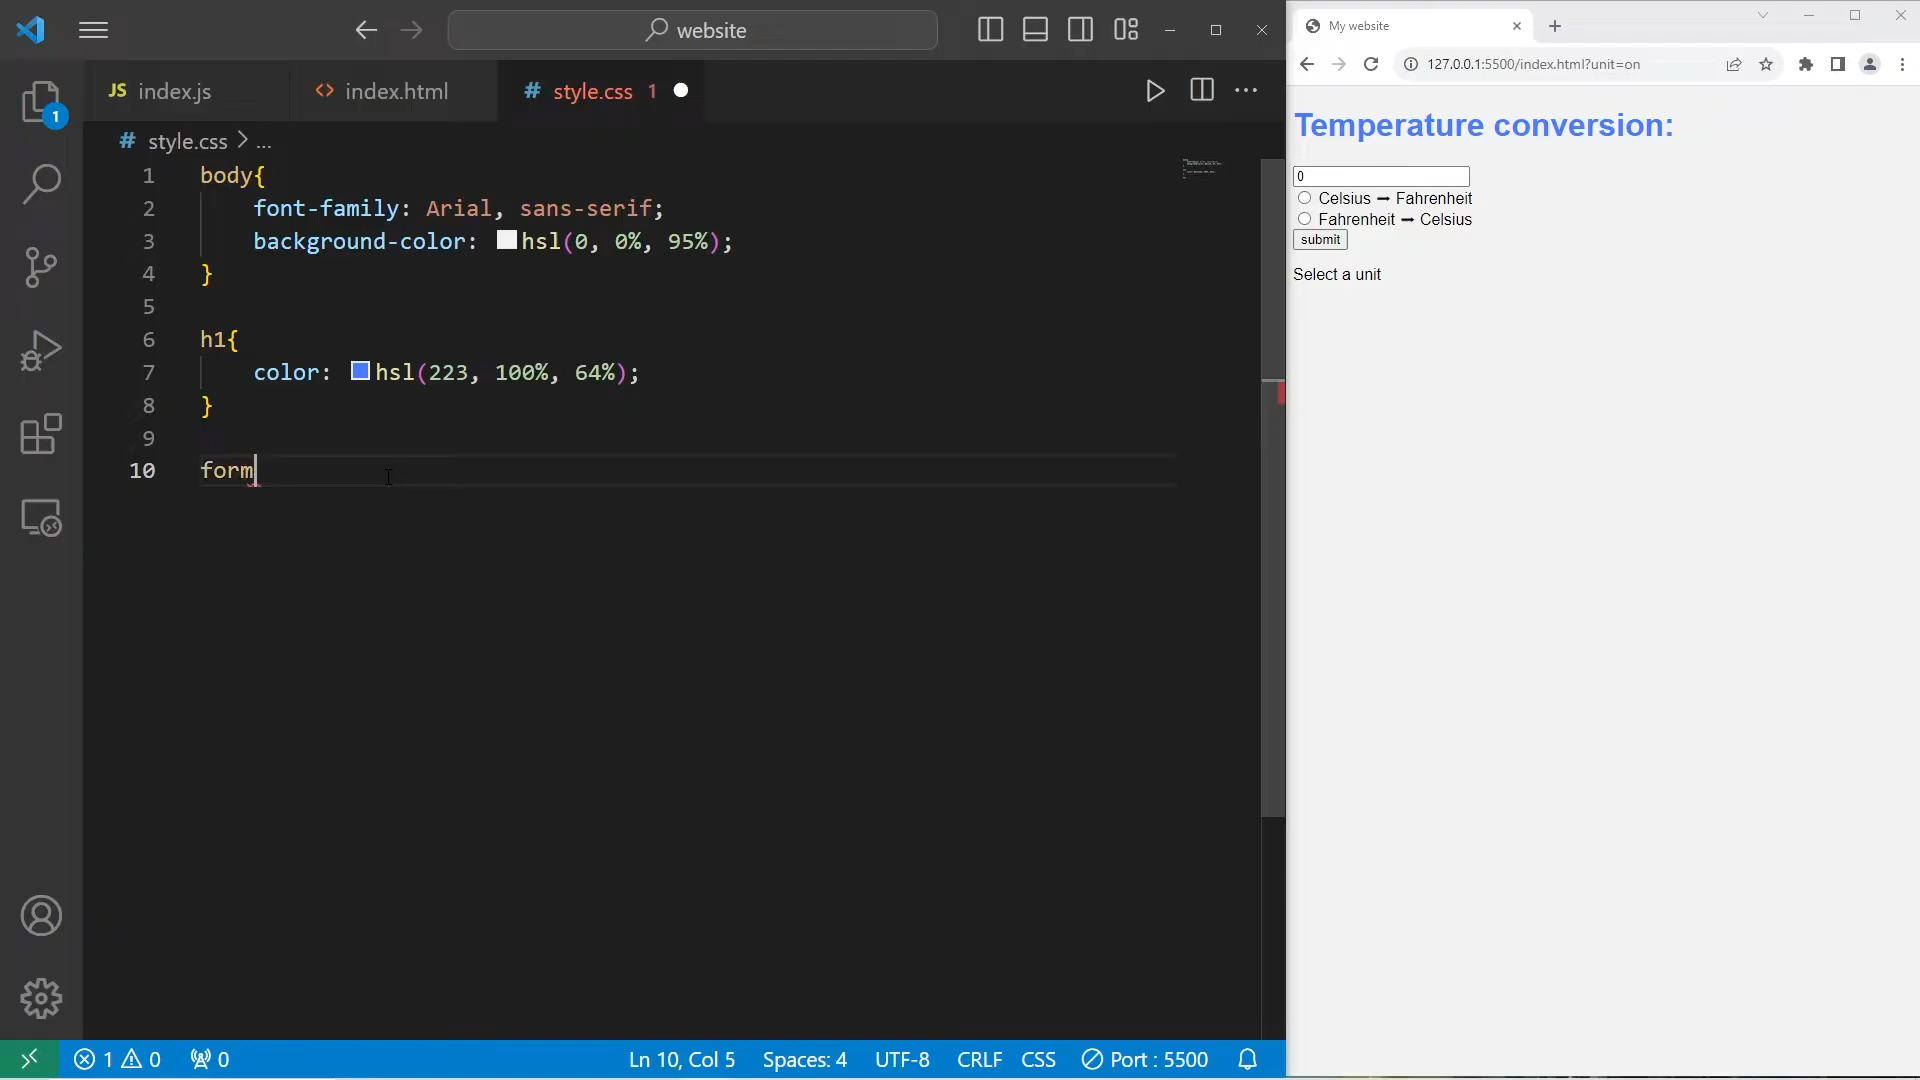 website
JS index.js
<> index.html
# style.css 1
# style.css > ...
1 body{
2 font-family: Arial, sans-serif;
3 background-color: hsl(0, 0%, 95%);
4 }
5
6 h1{
7 color: hsl(223, 100%, 64%);
8 }
9
10 form
1
1 0
0
Ln 10, Col 5
Spaces: 4
UTF-8
CRLF
CSS
Port : 5500
My website
127.0.0.1:5500/index.html?unit=on
Temperature conversion:
0
Celsius ➞ Fahrenheit
Fahrenheit ➞ Celsius
submit
Select a unit